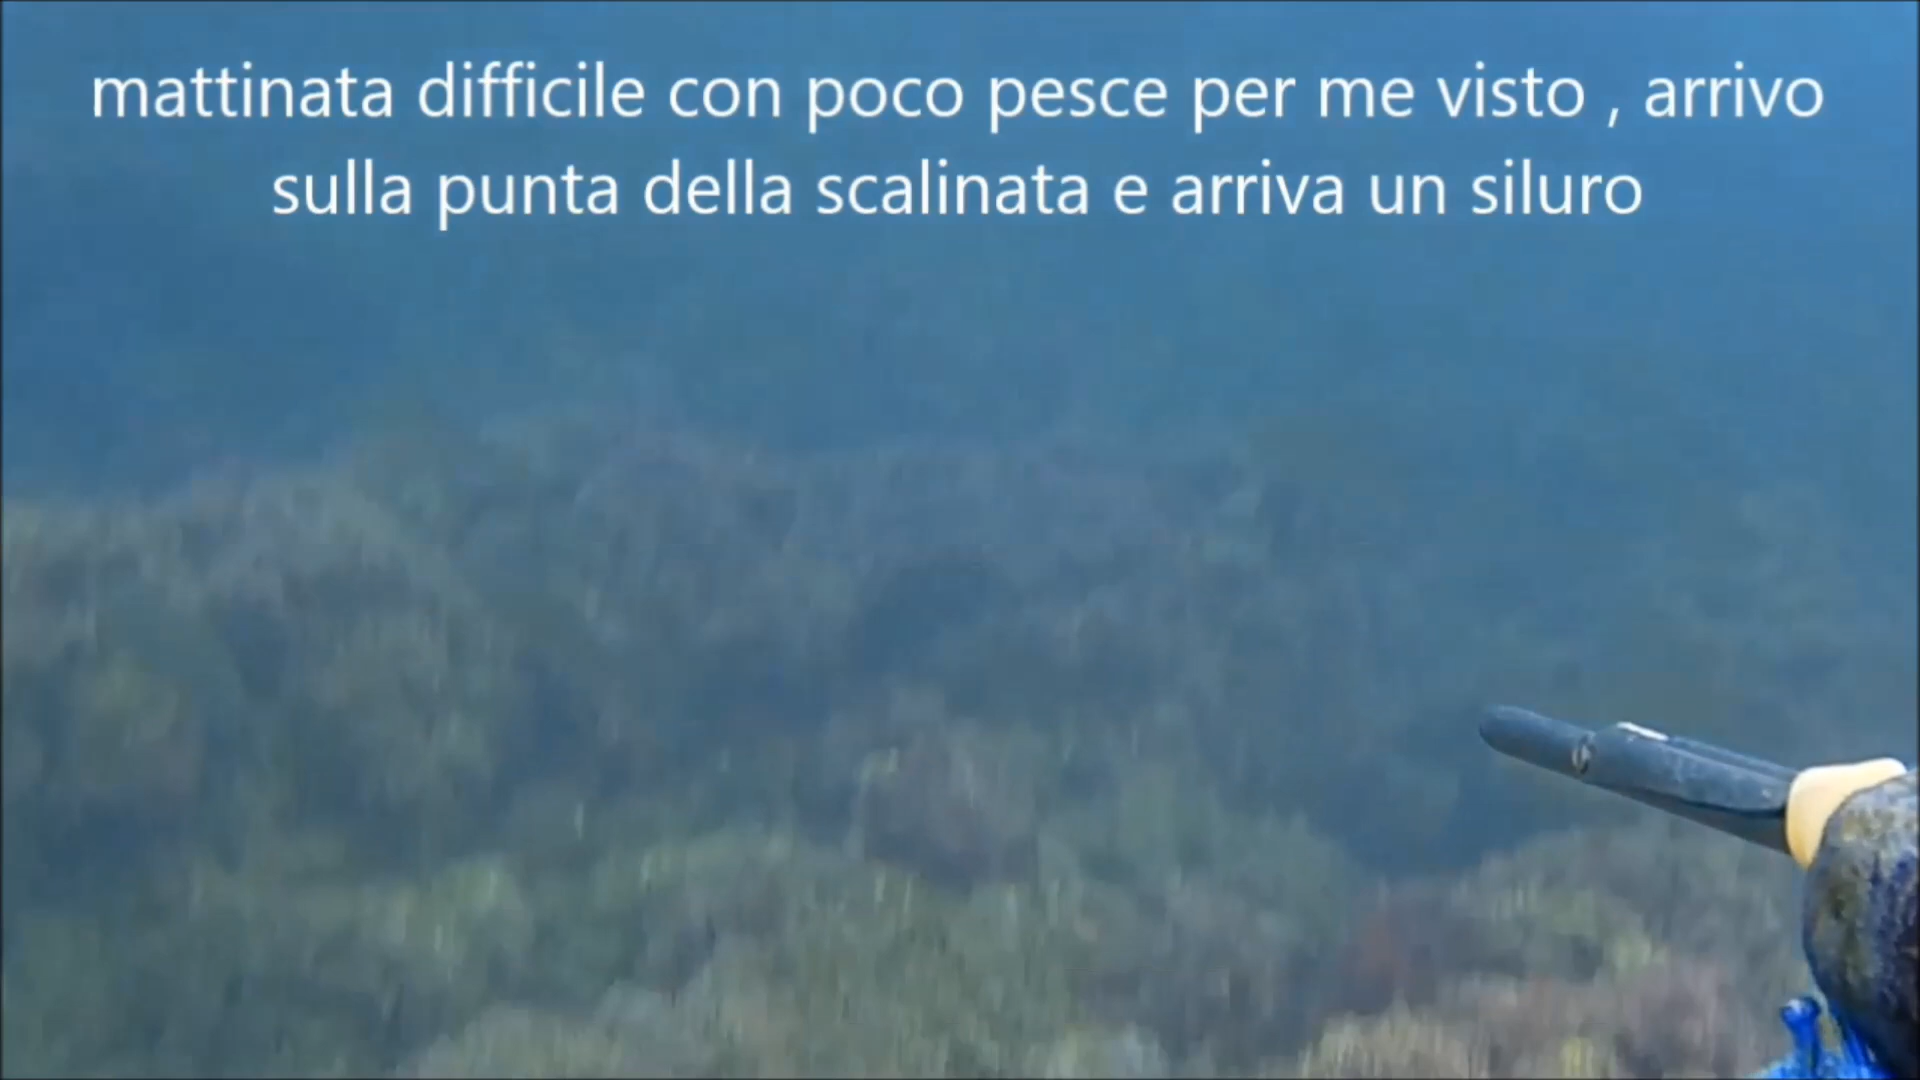 mattinata difficile con poco pesce per me visto , arrivo
sulla punta della scalinata e arriva un siluro